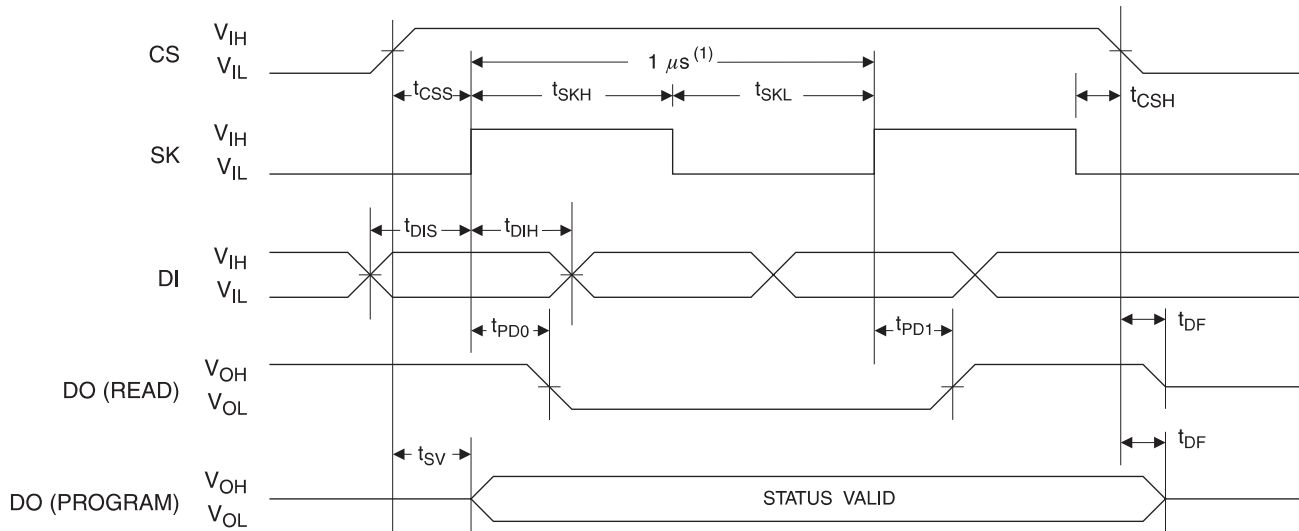 CS
V_IH
V_IL
1 μs (1)
t_CSS
t_SKH
t_SKL
t_CSH
SK
V_IH
V_IL
t_DIS
t_DIH
DI
V_IH
V_IL
t_PD0
t_PD1
t_DF
DO (READ)
V_OH
V_OL
t_SV
t_DF
DO (PROGRAM)
V_OH
V_OL
STATUS VALID